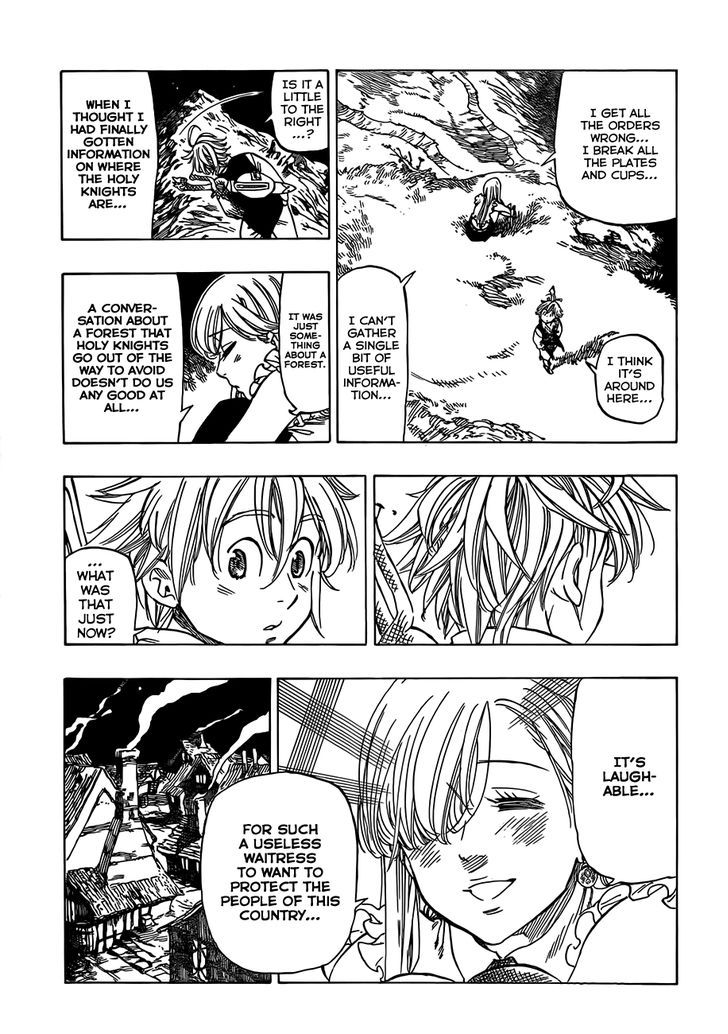 I GET ALL
THE ORDERS
WRONG...
I BREAK ALL
THE PLATES
AND CUPS...
I CAN'T
GATHER
A SINGLE
BIT OF
USEFUL
INFORMA-
TION...
I THINK
IT'S
AROUND
HERE...
IS IT A
LITTLE
TO THE
RIGHT
...?
WHEN I
THOUGHT I
HAD FINALLY
GOTTEN
INFORMATION
ON WHERE
THE HOLY
KNIGHTS
ARE...
IT WAS
JUST
SOME-
THING
ABOUT A
FOREST.
A CONVER-
SATION ABOUT
A FOREST THAT
HOLY KNIGHTS
GO OUT OF THE
WAY TO AVOID
DOESN'T DO US
ANY GOOD AT
ALL...
...
WHAT
WAS
THAT
JUST
NOW?
IT'S
LAUGH-
ABLE...
FOR SUCH
A USELESS
WAITRESS
TO WANT TO
PROTECT THE
PEOPLE OF THIS
COUNTRY...